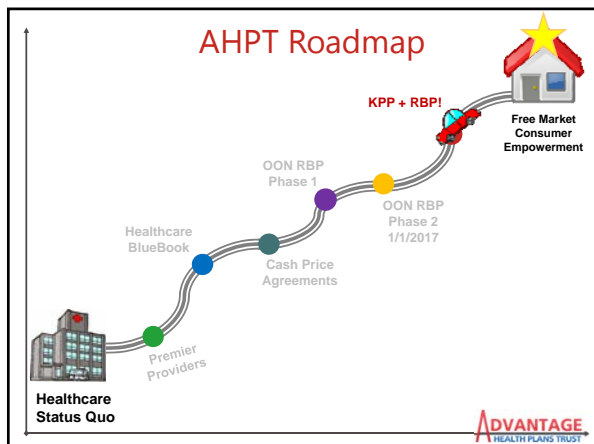 AHPT Roadmap
KPP + RBP!
Free Market
Consumer
Empowerment
OON RBP
Phase 1
OON RBP
Phase 2
1/1/2017
Healthcare
BlueBook
Cash Price
Agreements
Premier
Providers
Healthcare
Status Quo
ADVANTAGE
HEALTH PLANS TRUST